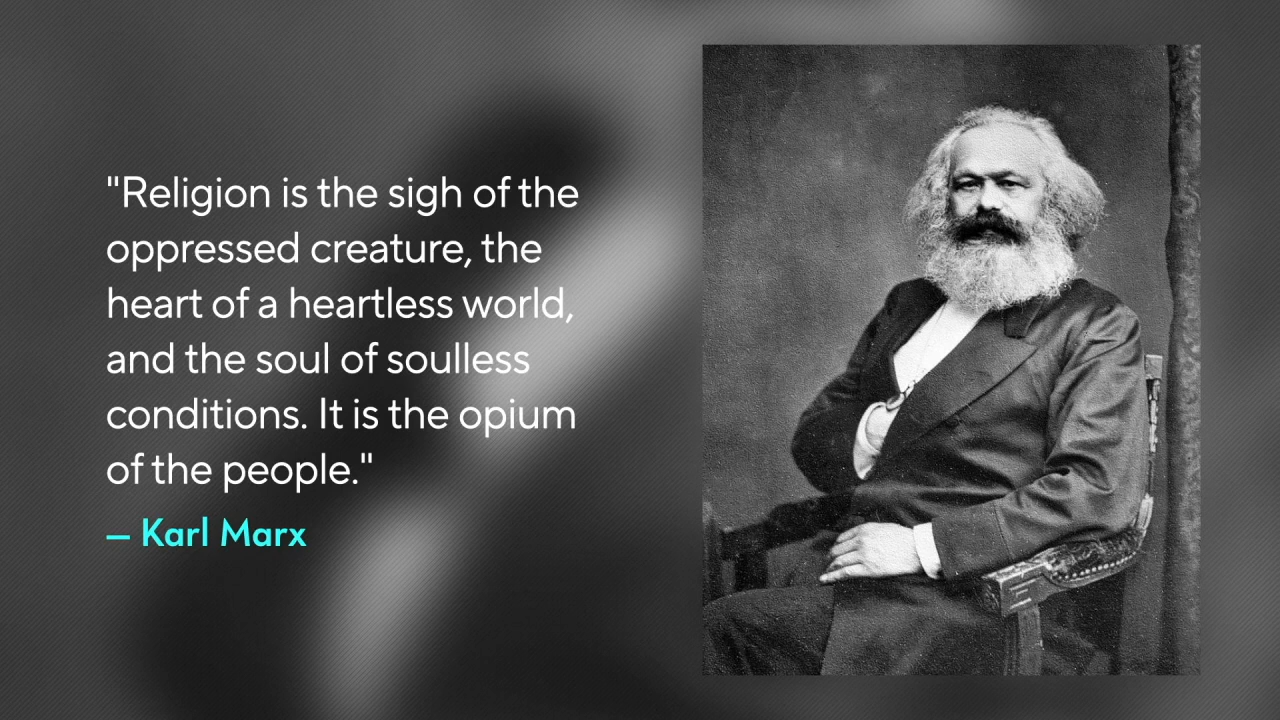 "Religion is the sigh of the
oppressed creature, the
heart of a heartless world,
and the soul of soulless
conditions. It is the opium
of the people."
— Karl Marx